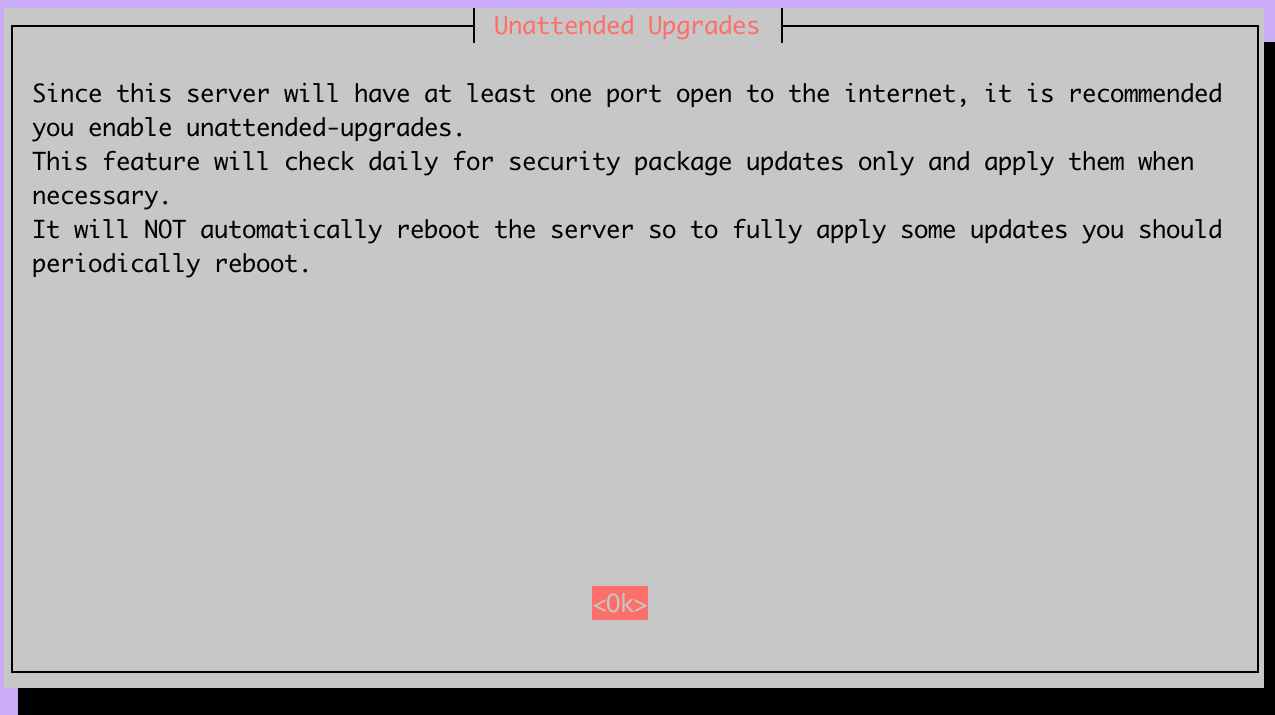 Unattended Upgrades
Since this server will have at least one port open to the internet, it is recommended
you enable unattended-upgrades.
This feature will check daily for security package updates only and apply them when
necessary.
It will NOT automatically reboot the server so to fully apply some updates you should
periodically reboot.
<Ok>